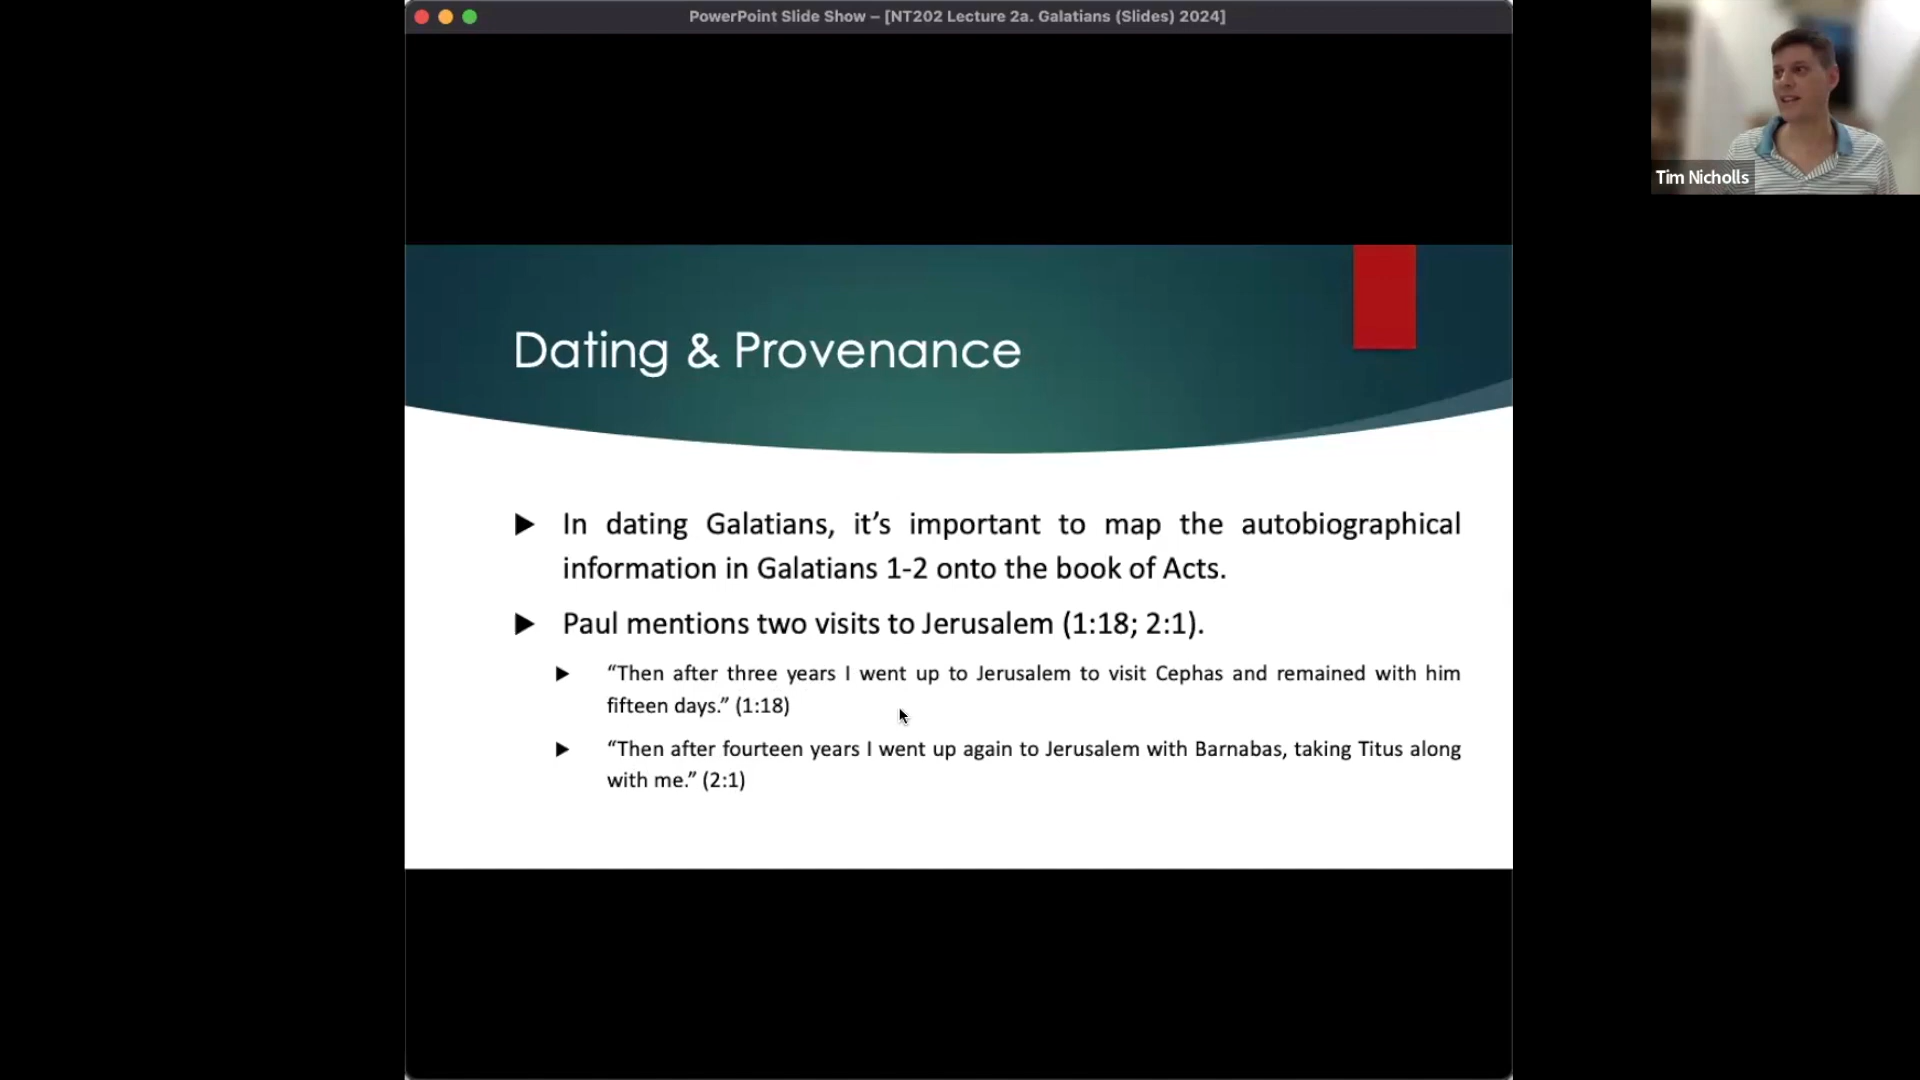 PowerPoint Slide Show – [NT202 Lecture 2a. Galatians (Slides) 2024]
Tim Nicholls
Dating & Provenance
▶ In dating Galatians, it’s important to map the autobiographical
information in Galatians 1-2 onto the book of Acts.
▶ Paul mentions two visits to Jerusalem (1:18; 2:1).
▶ “Then after three years I went up to Jerusalem to visit Cephas and remained with him
fifteen days.” (1:18)
▶ “Then after fourteen years I went up again to Jerusalem with Barnabas, taking Titus along
with me.” (2:1)